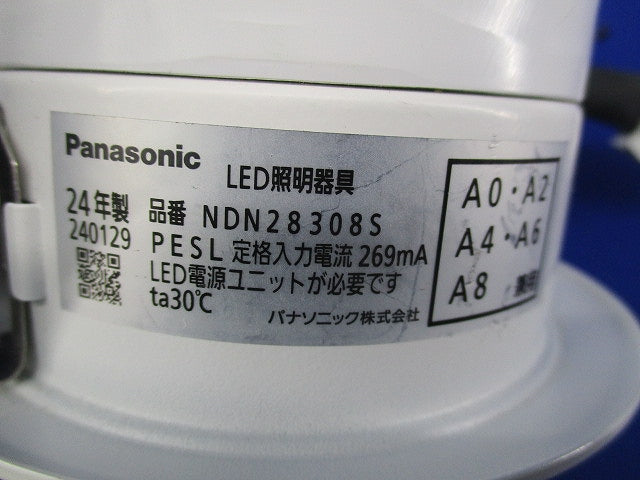 Panasonic
LED照明器具
24年製 品番 NDN28308S
240129 PESL 定格入力電流 269mA
LED電源ユニットが必要です
ta30℃
パナソニック株式会社
A0・A2
A4・A6
A8 兼用